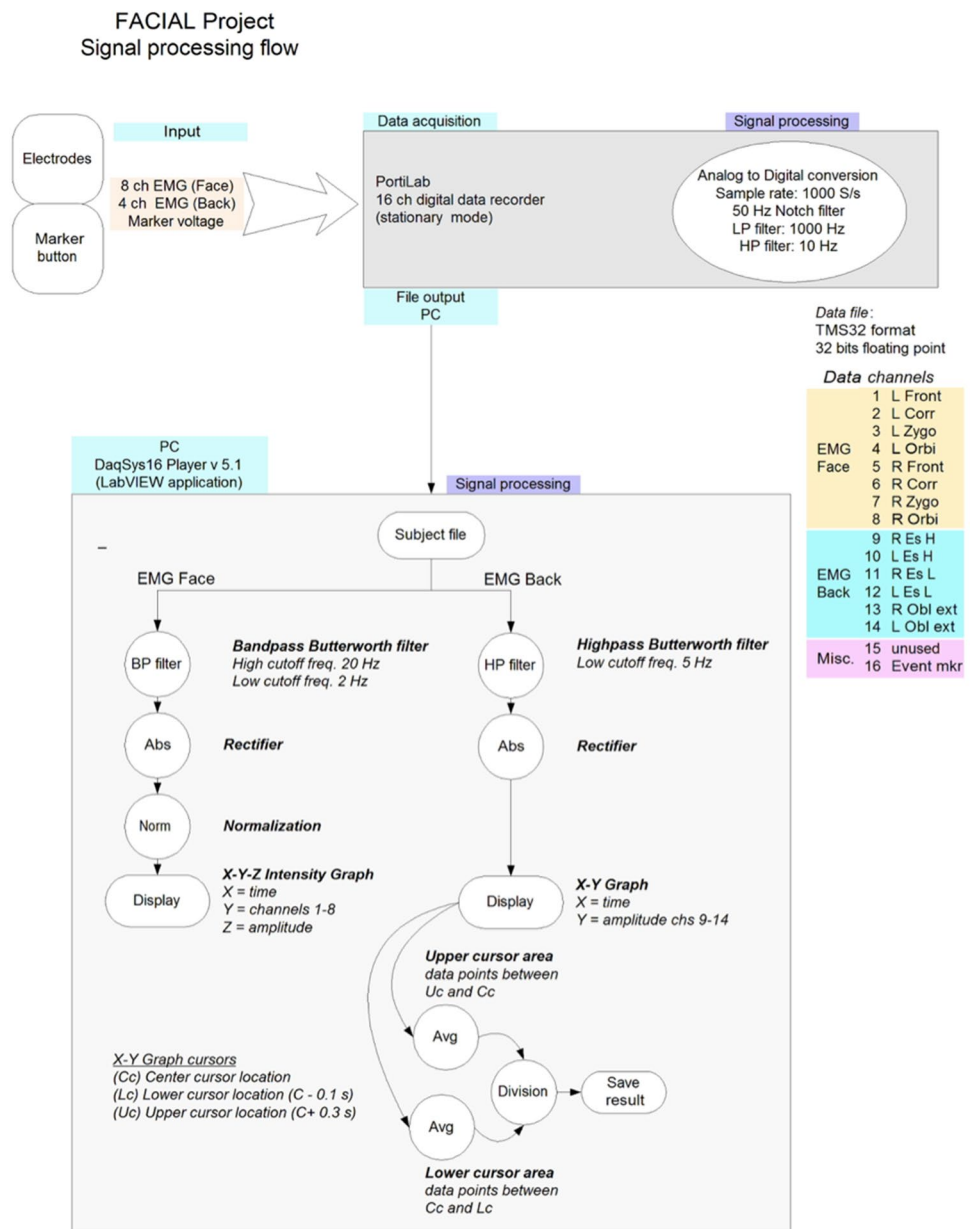 FACIAL Project
Signal processing flow
Electrodes
Marker
button
Input
8 ch EMG (Face)
4 ch EMG (Back)
Marker voltage
Data acquisition
PortiLab
16 ch digital data recorder
(stationary mode)
Signal processing
Analog to Digital conversion
Sample rate: 1000 S/s
50 Hz Notch filter
LP filter: 1000 Hz
HP filter: 10 Hz
File output
PC
Data file:
TMS32 format
32 bits floating point
Data channels
EMG
Face
1 L Front
2 L Corr
3 L Zygo
4 L Orbi
5 R Front
6 R Corr
7 R Zygo
8 R Orbi
EMG
Back
9 R Es H
10 L Es H
11 R Es L
12 L Es L
13 R Obl ext
14 L Obl ext
Misc.
15 unused
16 Event mkr
PC
DaqSys16 Player v 5.1
(LabVIEW application)
Signal processing
Subject file
–
EMG Face
EMG Back
BP filter
Bandpass Butterworth filter
High cutoff freq. 20 Hz
Low cutoff freq. 2 Hz
HP filter
Highpass Butterworth filter
Low cutoff freq. 5 Hz
Abs
Rectifier
Abs
Rectifier
Norm
Normalization
Display
X-Y-Z Intensity Graph
X = time
Y = channels 1-8
Z = amplitude
Display
X-Y Graph
X = time
Y = amplitude chs 9-14
Upper cursor area
data points between
Uc and Cc
Avg
X-Y Graph cursors
(Cc) Center cursor location
(Lc) Lower cursor location (C - 0.1 s)
(Uc) Upper cursor location (C+ 0.3 s)
Division
Save
result
Avg
Lower cursor area
data points between
Cc and Lc